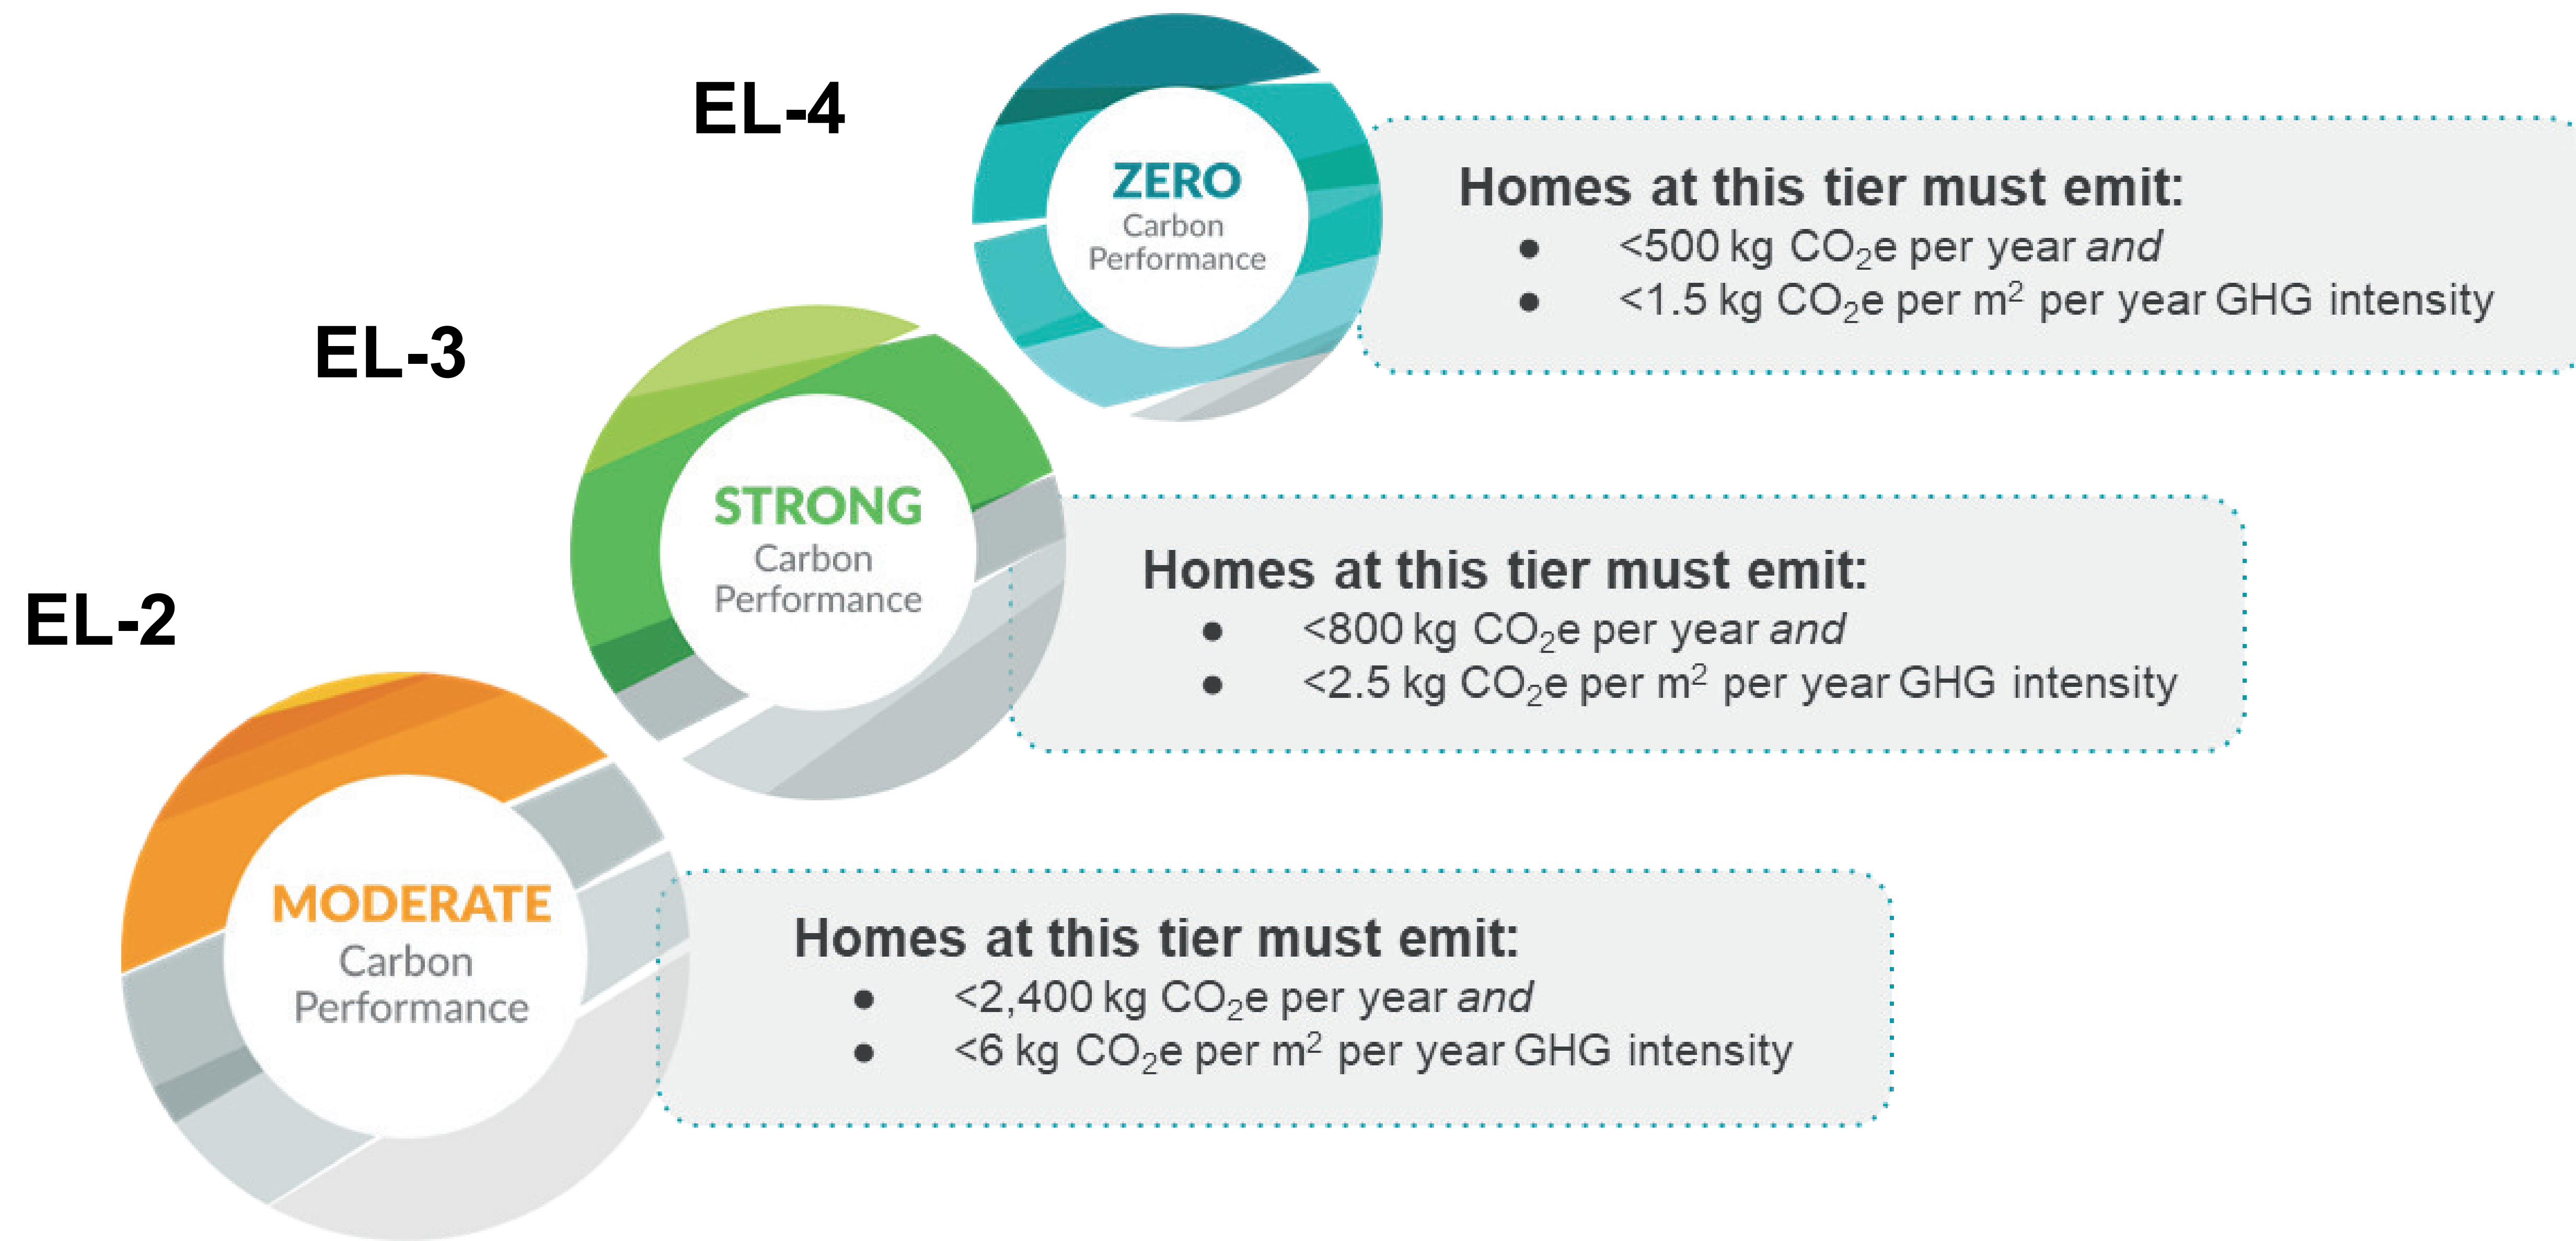 EL-4
ZERO
Carbon
Performance
Homes at this tier must emit:
● <500 kg CO₂e per year and
● <1.5 kg CO₂e per m² per year GHG intensity
EL-3
STRONG
Carbon
Performance
Homes at this tier must emit:
● <800 kg CO₂e per year and
● <2.5 kg CO₂e per m² per year GHG intensity
EL-2
MODERATE
Carbon
Performance
Homes at this tier must emit:
● <2,400 kg CO₂e per year and
● <6 kg CO₂e per m² per year GHG intensity